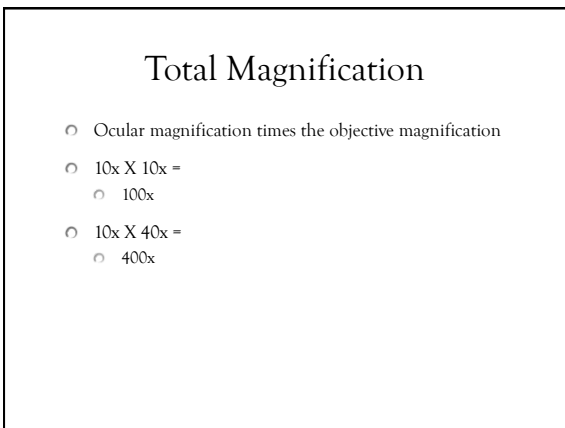 Total Magnification
Ocular magnification times the objective magnification
10x X 10x =
100x
10x X 40x =
400x